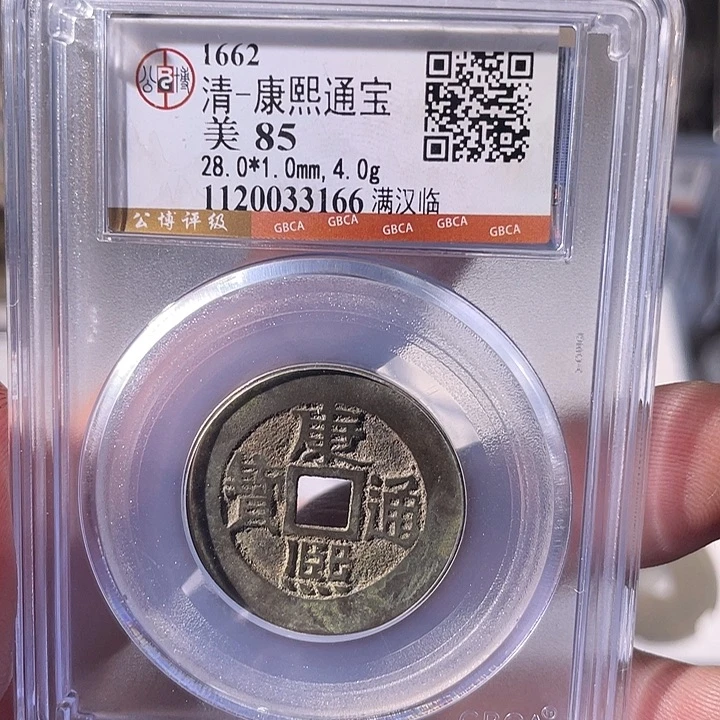 1662
清-康熙通宝
美 85
28.0*1.0mm, 4.0g
1120033166 满汉临
公博评级 GBCA GBCA GBCA GBCA GBCA
康
寳 通
熙